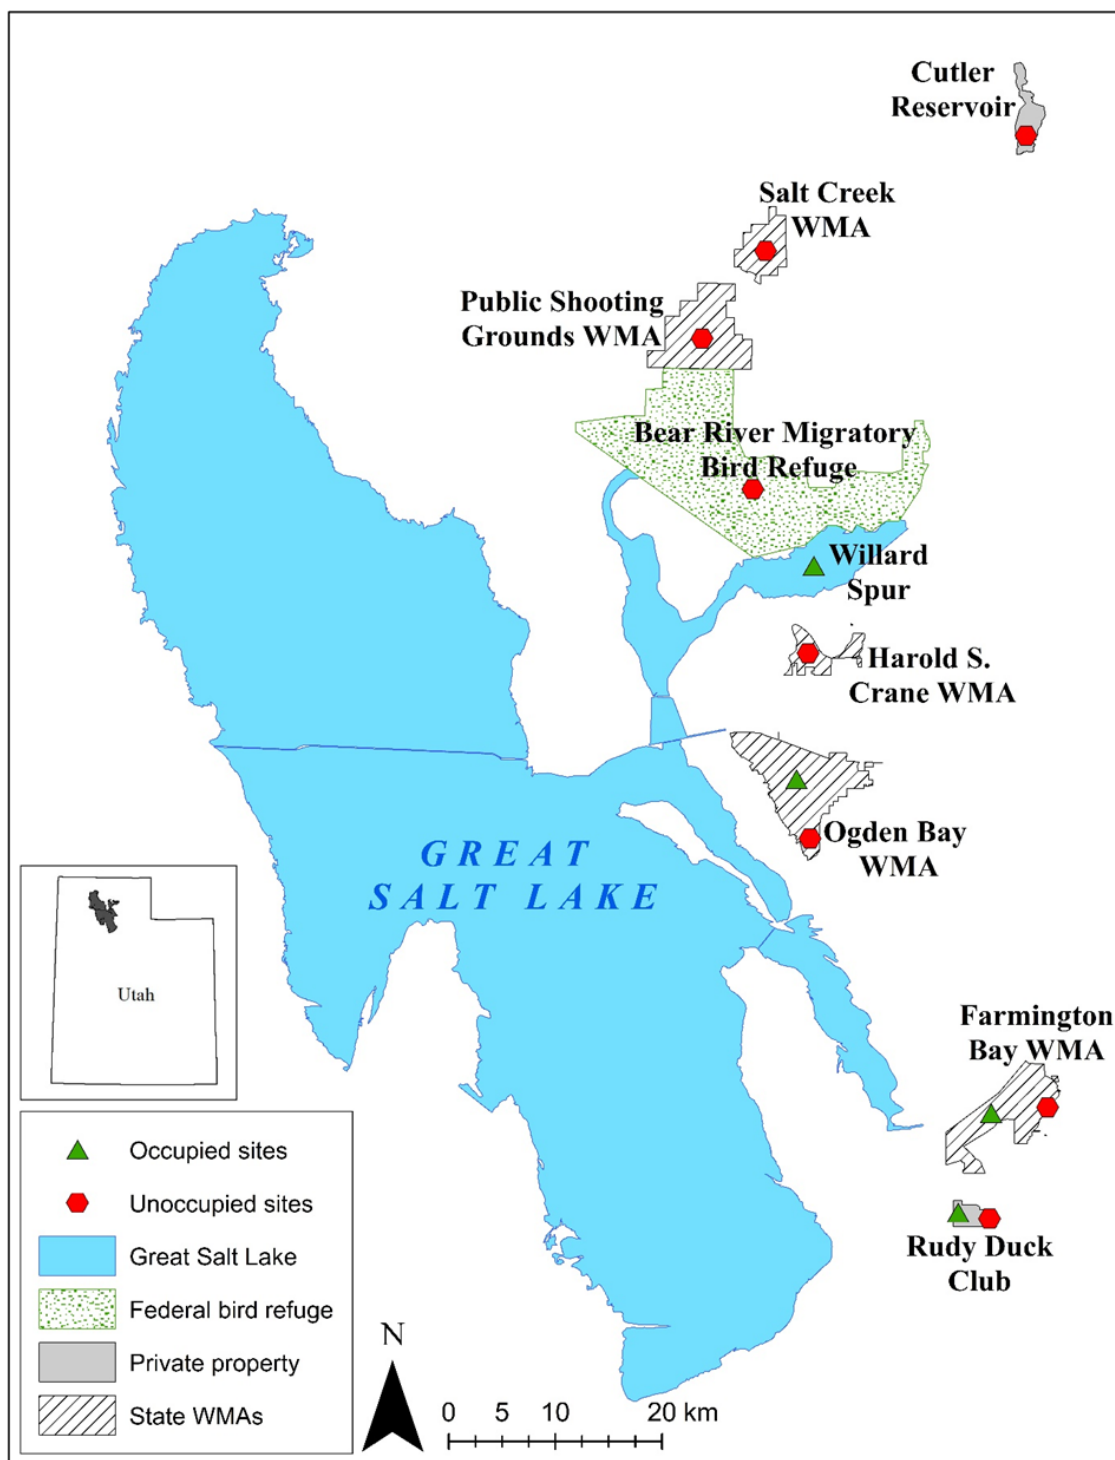 Cutler
Reservoir
Salt Creek
WMA
Public Shooting
Grounds WMA
Bear River Migratory
Bird Refuge
Willard
Spur
Harold S.
Crane WMA
Ogden Bay
WMA
GREAT
SALT LAKE
Utah
Farmington
Bay WMA
Rudy Duck
Club
Occupied sites
Unoccupied sites
Great Salt Lake
Federal bird refuge
Private property
State WMAs
N
0 5 10 20 km